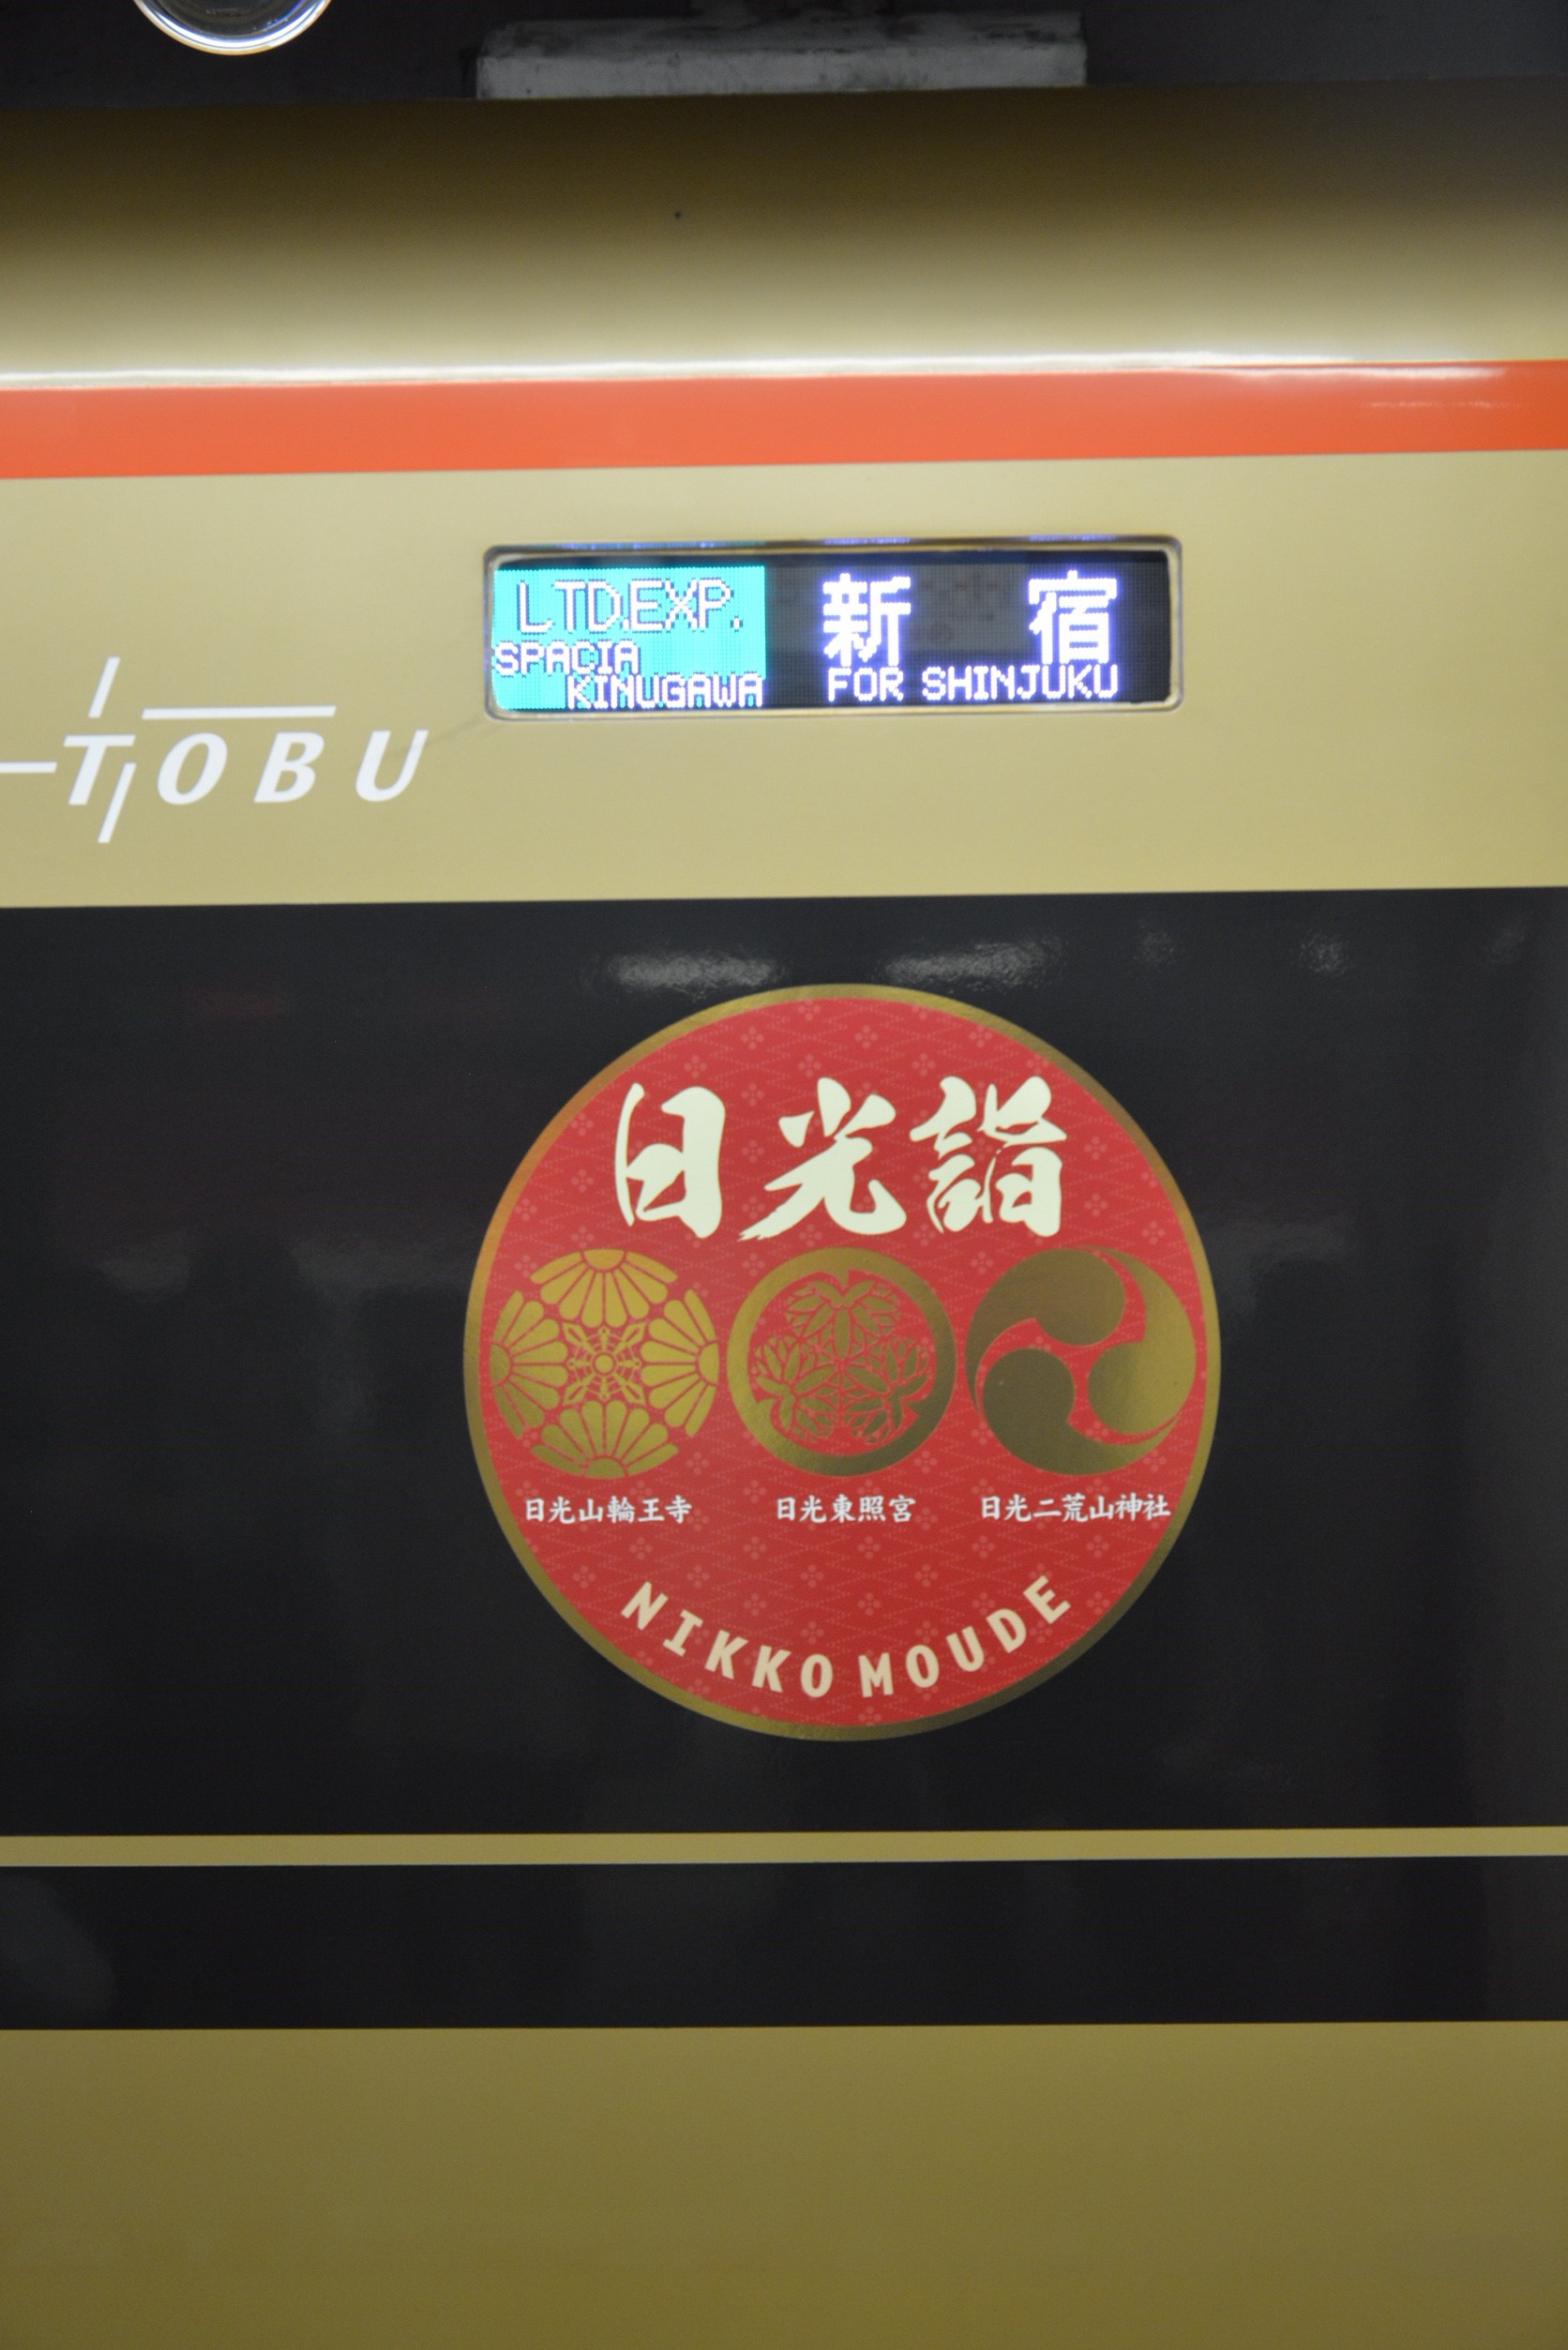 LTD.EXP.
SPACIA
KINUGAWA
新宿
FOR SHINJUKU
TOBU
日光詣
日光山輪王寺
日光東照宮
日光二荒山神社
NIKKO MOUDE